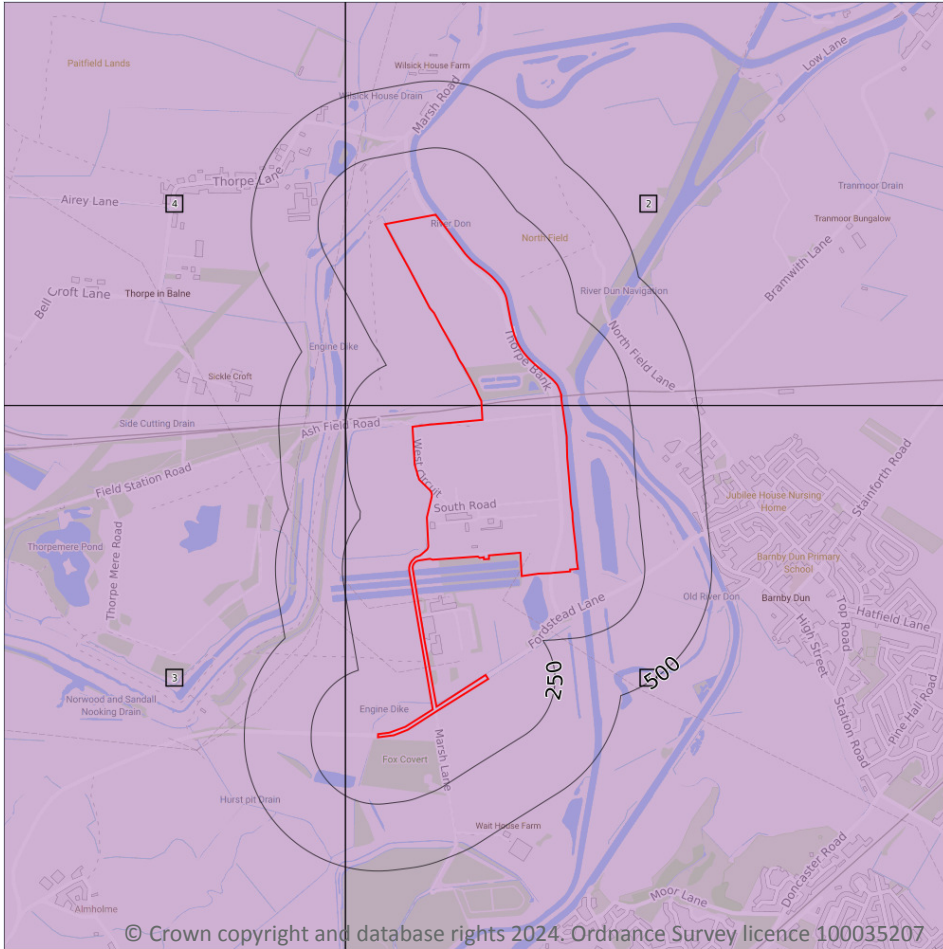 Paitfield Lands
Wilsick House Farm
Low Lane
Wilsick House Drain
Marsh Road
Thorpe Lane
4
2
Airey Lane
Tranmoor Drain
River Don
North Field
Tranmoor Bungalow
Bramwith Lane
Bell Croft Lane
Thorpe in Balne
River Dun Navigation
Engine Dike
Thorpe Bank
North Field Lane
Sickle Croft
Side Cutting Drain
Ash Field Road
West Circuit
Field Station Road
Stainforth Road
Jubilee House Nursing
Home
South Road
Thorpemere Pond
Thorpe Mere Road
Barnby Dun Primary
School
Old River Don
Barnby Dun
Fordstead Lane
Top Road
Hatfield Lane
High Street
3
250
500
Norwood and Sandall
Nooking Drain
Engine Dike
Station Road
Pine Hall Road
Marsh Lane
Fox Covert
Hurst pit Drain
Wait House Farm
Doncaster Road
Moor Lane
Almholme
© Crown copyright and database rights 2024. Ordnance Survey licence 100035207